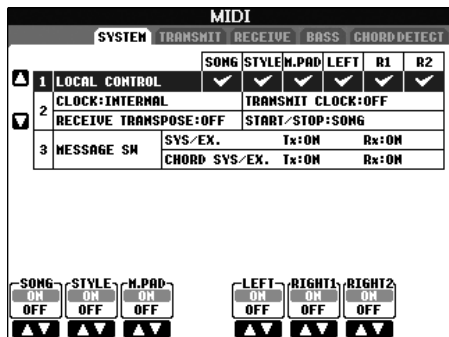 MIDI
SYSTEM TRANSMIT RECEIVE BASS CHORD DETECT
SONG STYLE M.PAD LEFT R1 R2
1 LOCAL CONTROL
2 CLOCK:INTERNAL TRANSMIT CLOCK:OFF
RECEIVE TRANSPOSE:OFF START/STOP:SONG
3 MESSAGE SW SYS/EX. Tx:ON Rx:ON
CHORD SYS/EX. Tx:ON Rx:ON
SONG STYLE M.PAD LEFT RIGHT1 RIGHT2
ON ON ON ON ON ON
OFF OFF OFF OFF OFF OFF